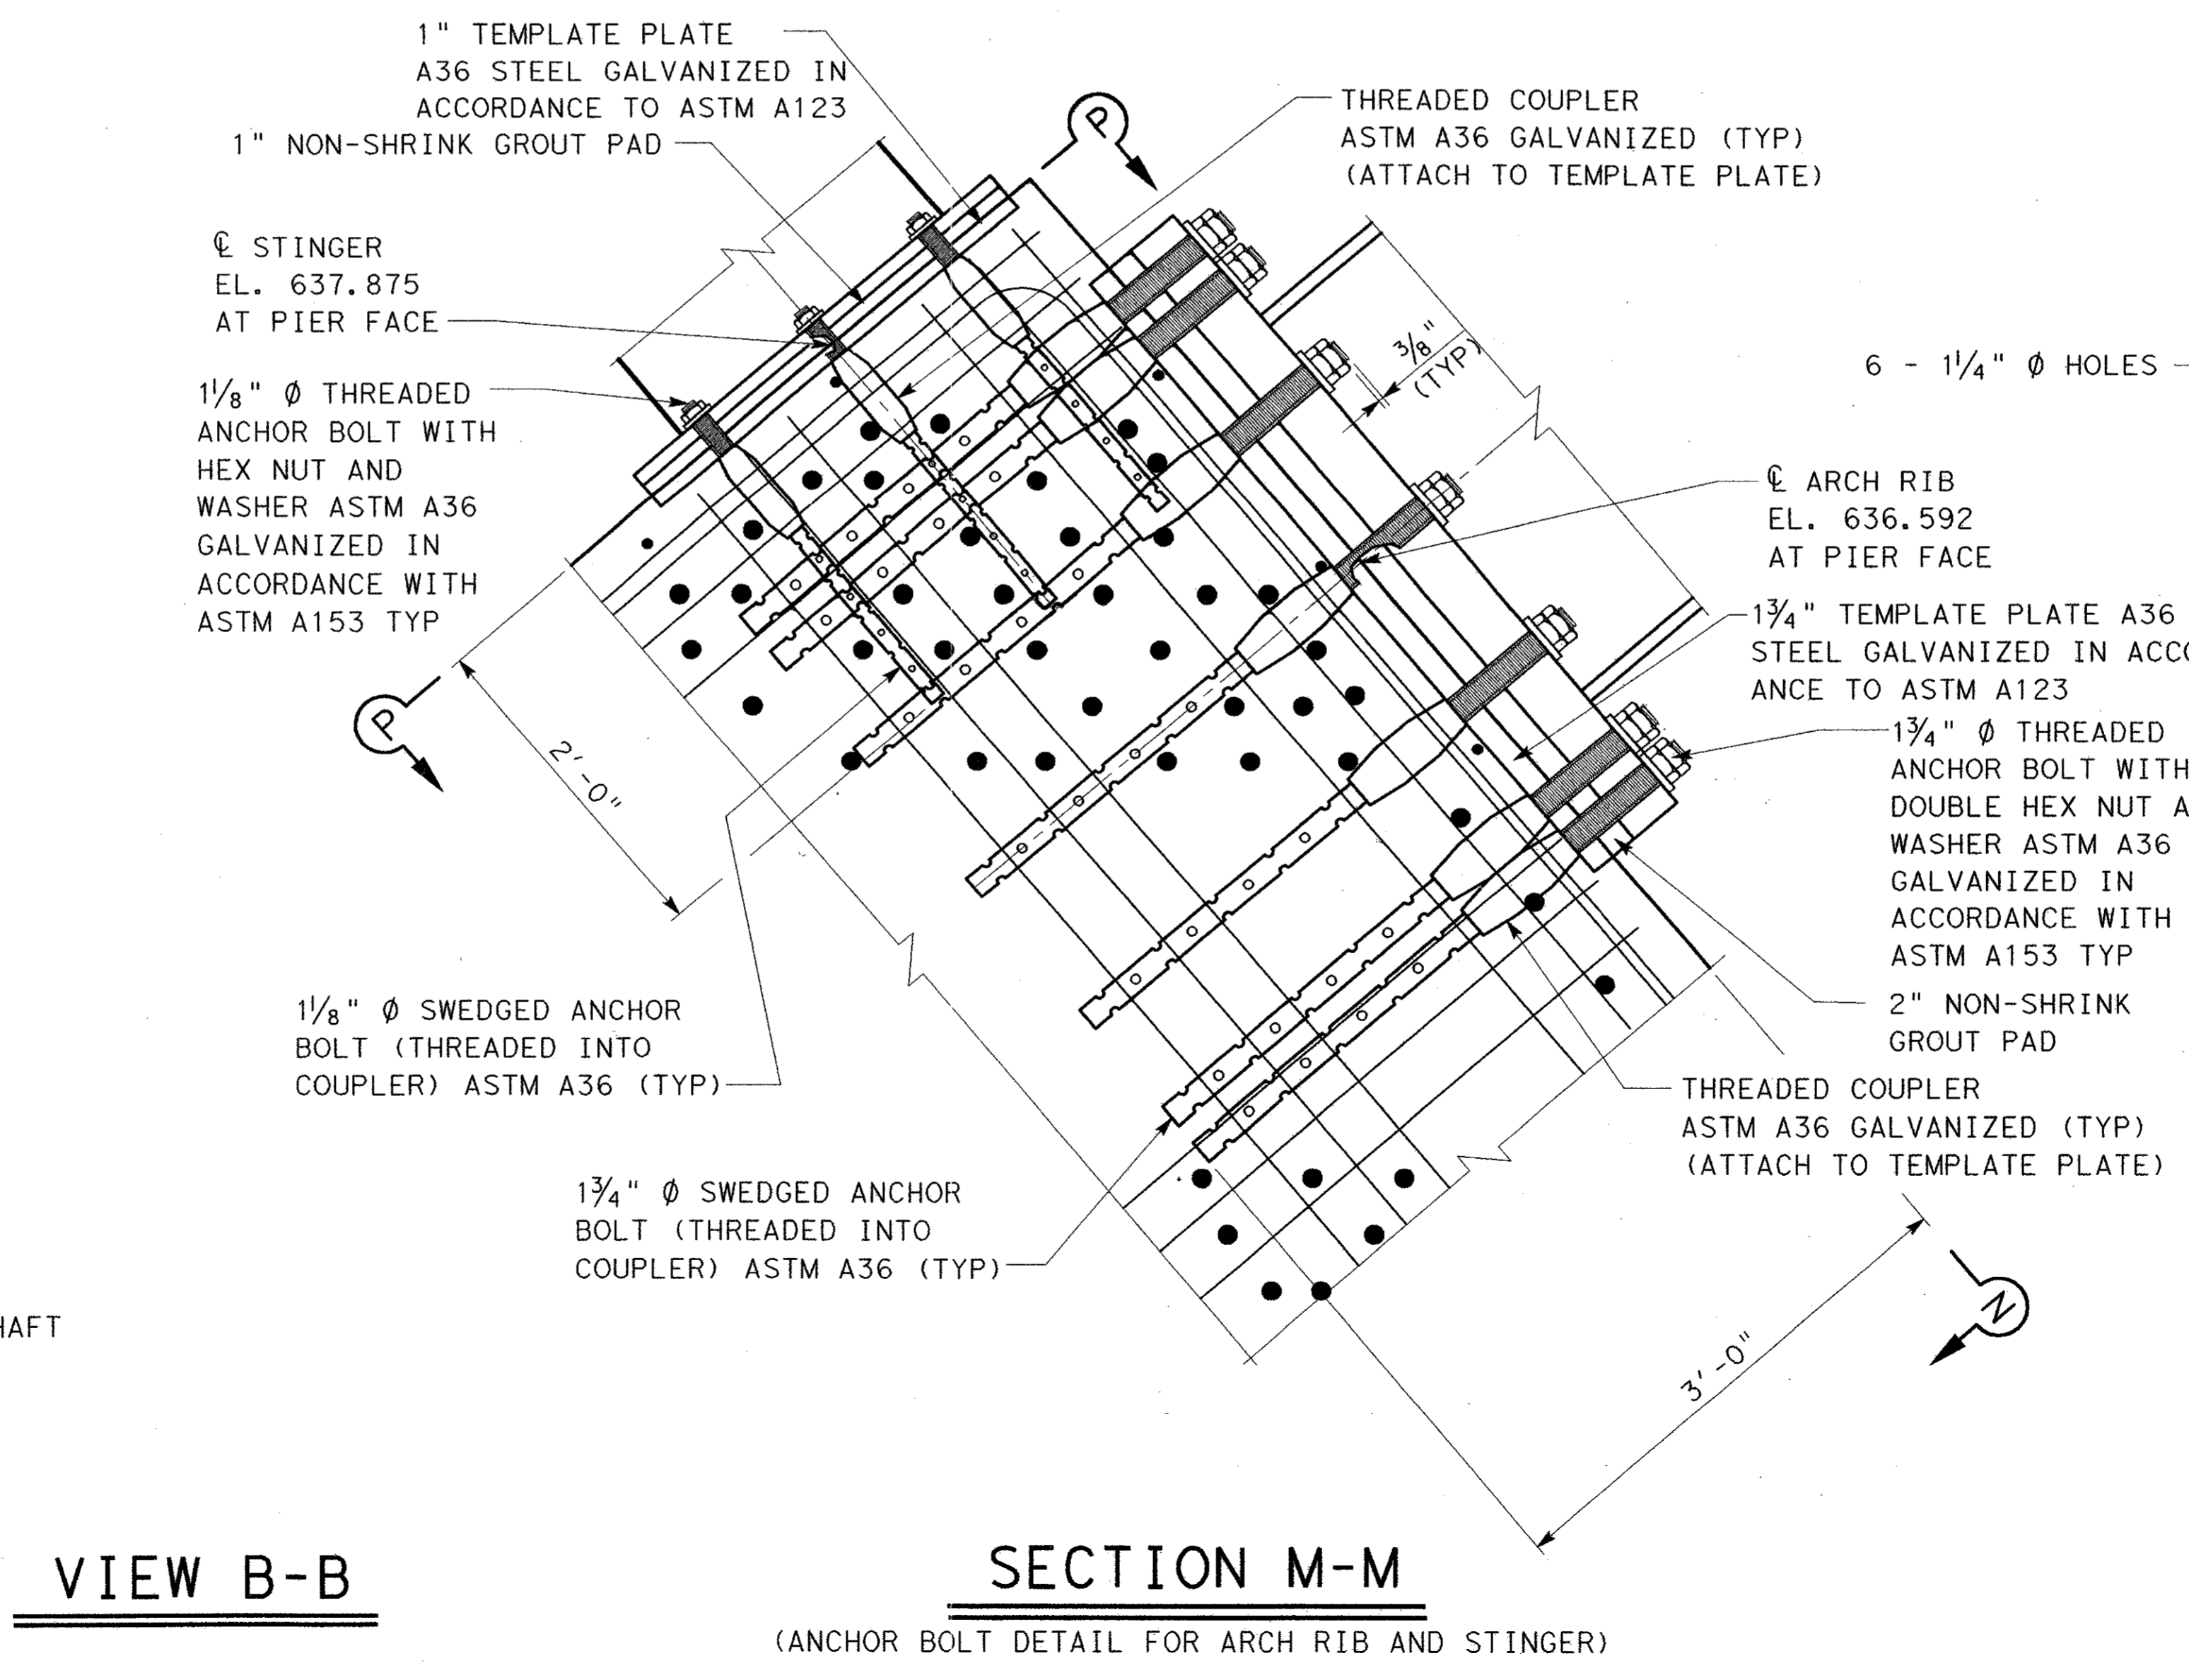 1" TEMPLATE PLATE
A36 STEEL GALVANIZED IN
ACCORDANCE TO ASTM A123
1" NON-SHRINK GROUT PAD
℄ STINGER
EL. 637.875
AT PIER FACE
1⅛" Ø THREADED
ANCHOR BOLT WITH
HEX NUT AND
WASHER ASTM A36
GALVANIZED IN
ACCORDANCE WITH
ASTM A153 TYP
P
THREADED COUPLER
ASTM A36 GALVANIZED (TYP)
(ATTACH TO TEMPLATE PLATE)
⅜"
(TYP)
6 - 1¼" Ø HOLES
℄ ARCH RIB
EL. 636.592
AT PIER FACE
1¾" TEMPLATE PLATE A36
STEEL GALVANIZED IN ACCO
ANCE TO ASTM A123
1¾" Ø THREADED
ANCHOR BOLT WITH
DOUBLE HEX NUT A
WASHER ASTM A36
GALVANIZED IN
ACCORDANCE WITH
ASTM A153 TYP
2" NON-SHRINK
GROUT PAD
THREADED COUPLER
ASTM A36 GALVANIZED (TYP)
(ATTACH TO TEMPLATE PLATE)
P
2'-0"
1⅛" Ø SWEDGED ANCHOR
BOLT (THREADED INTO
COUPLER) ASTM A36 (TYP)
1¾" Ø SWEDGED ANCHOR
BOLT (THREADED INTO
COUPLER) ASTM A36 (TYP)
3'-0"
N
HAFT
VIEW B-B
SECTION M-M
(ANCHOR BOLT DETAIL FOR ARCH RIB AND STINGER)